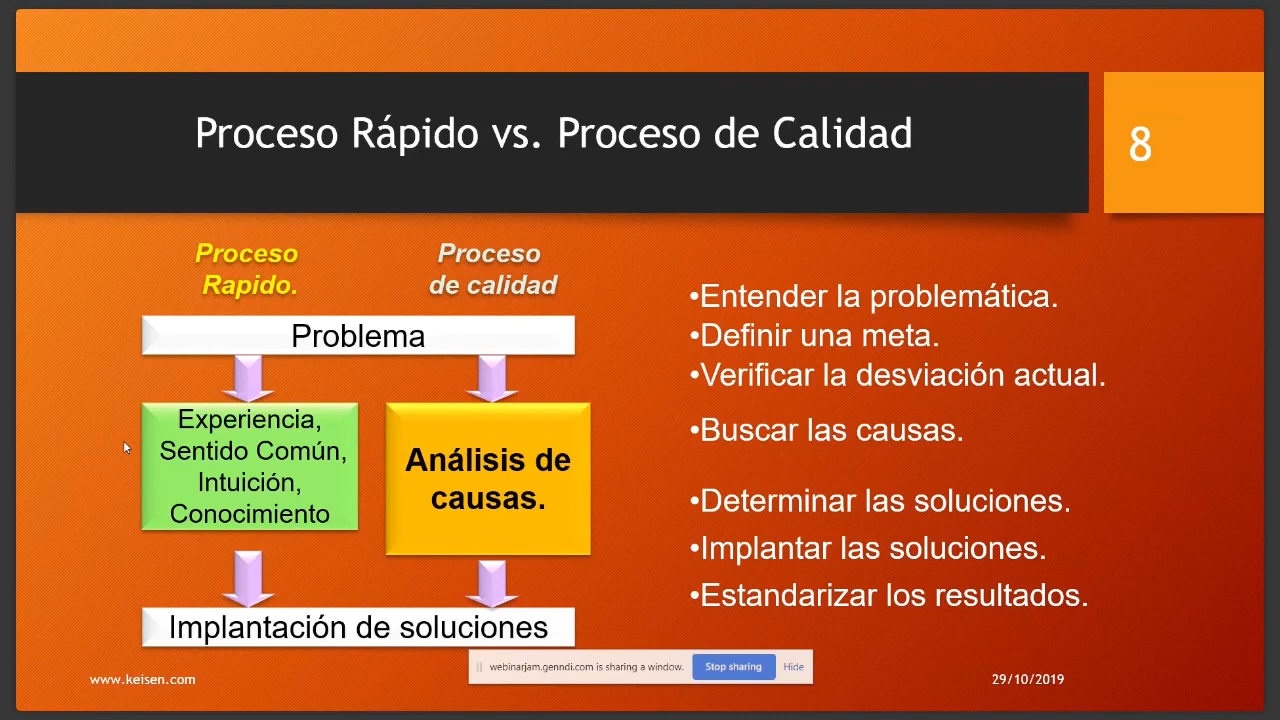 Proceso Rápido vs. Proceso de Calidad
8
Proceso
Rapido.
Proceso
de calidad
Problema
Experiencia,
Sentido Común,
Intuición,
Conocimiento
Análisis de
causas.
Implantación de soluciones
•Entender la problemática.
•Definir una meta.
•Verificar la desviación actual.
•Buscar las causas.
•Determinar las soluciones.
•Implantar las soluciones.
•Estandarizar los resultados.
webinarjam.genndi.com is sharing a window.
Stop sharing
Hide
www.keisen.com
29/10/2019